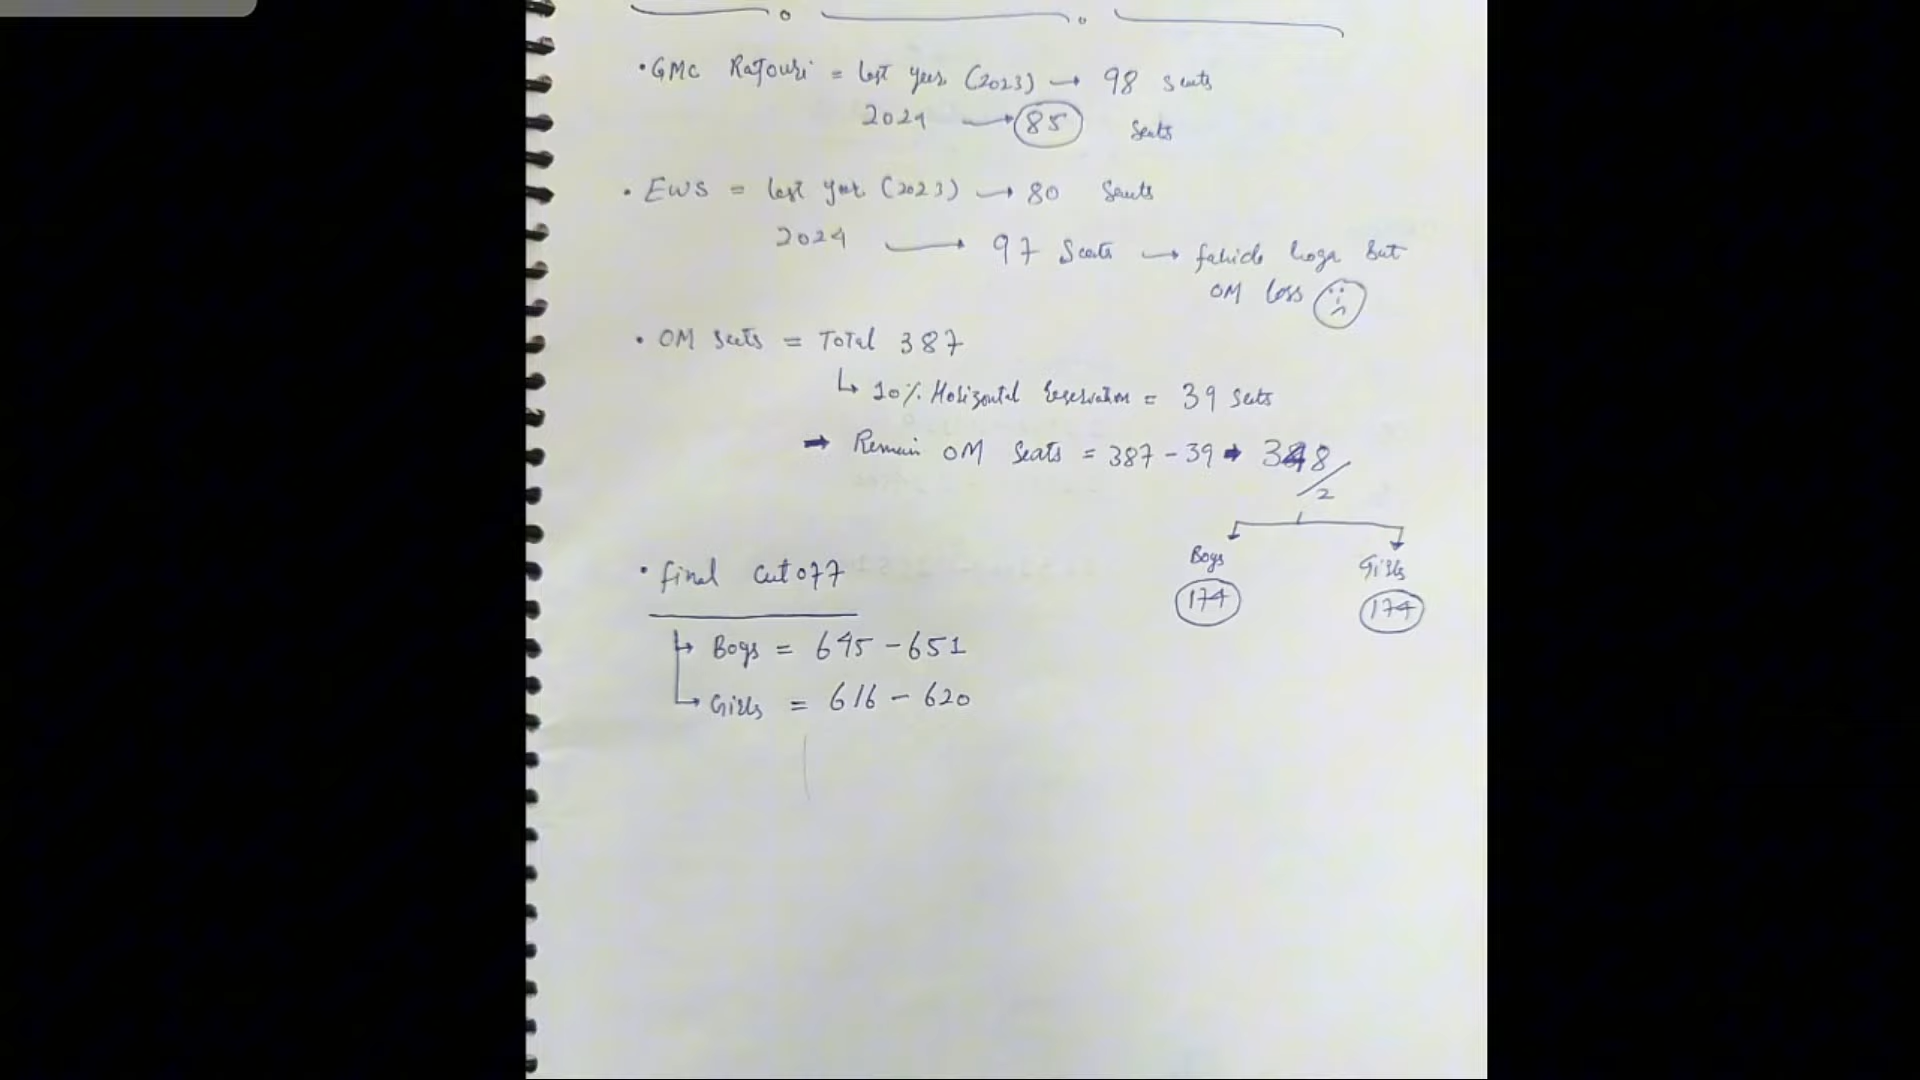 • GMC Rajouri = last year (2023) → 98 seats
2024 → 85 Seats
• EWS = last year (2023) → 80 Seats
2024 → 97 Seats → fahido hoga but
OM loss
• OM seats = Total 387
↳ 10% Horizontal Reservation = 39 seats
➡ Remain OM Seats = 387 - 39 ➡ 348/2
Boys Girls
174 174
• final cutoff
↳ Boys = 645 - 651
↳ Girls = 616 - 620